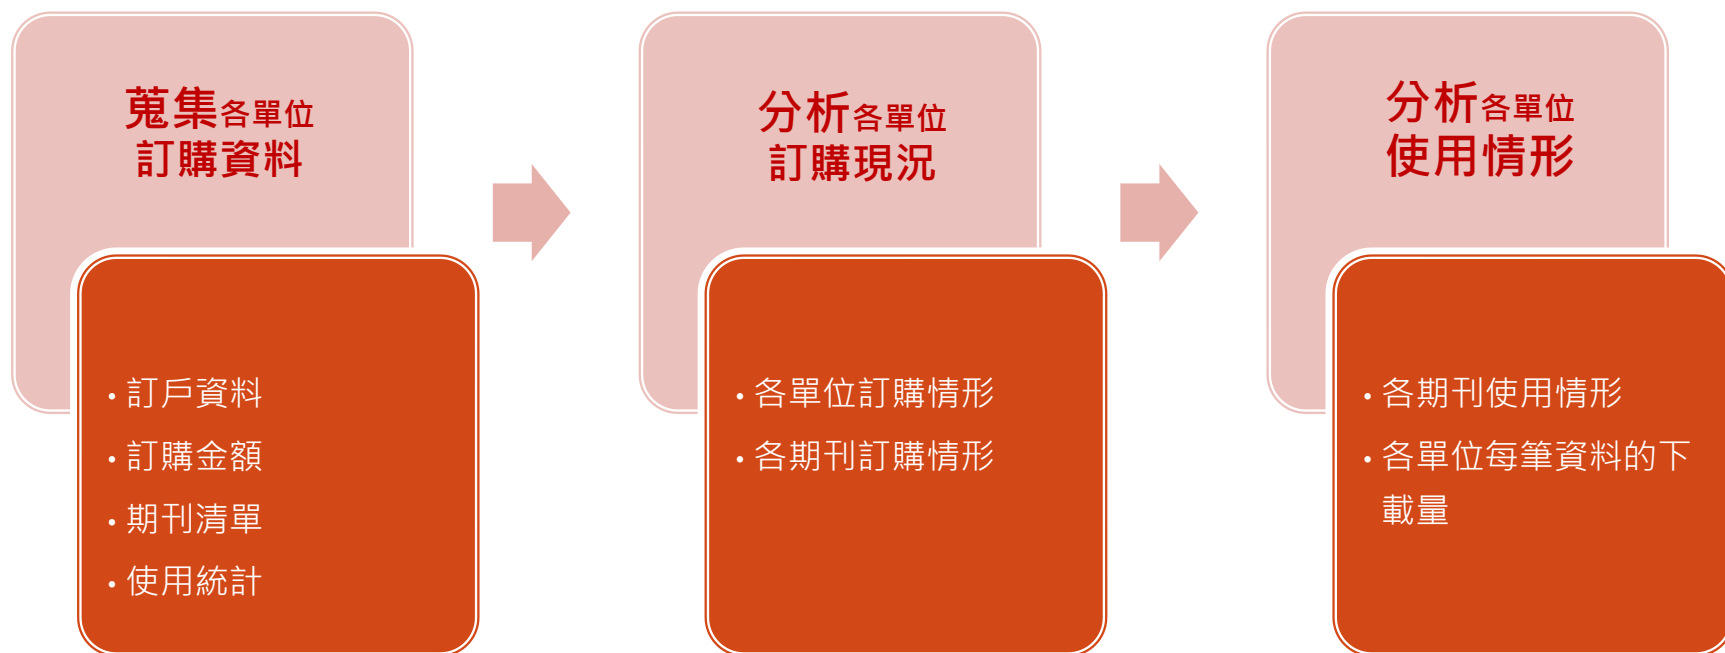 蒐集各單位
訂購資料
• 訂戶資料
• 訂購金額
• 期刊清單
• 使用統計
分析各單位
訂購現況
• 各單位訂購情形
• 各期刊訂購情形
分析各單位
使用情形
• 各期刊使用情形
• 各單位每筆資料的下
載量